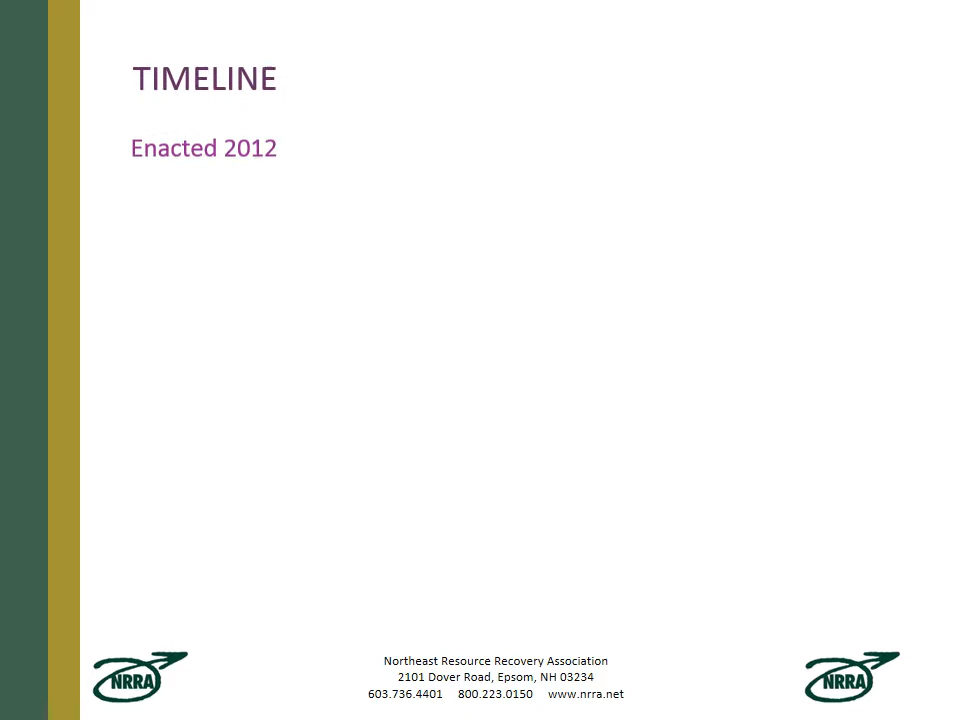 TIMELINE
Enacted 2012
NRRA
Northeast Resource Recovery Association
2101 Dover Road, Epsom, NH 03234
603.736.4401 800.223.0150 www.nrra.net
NRRA